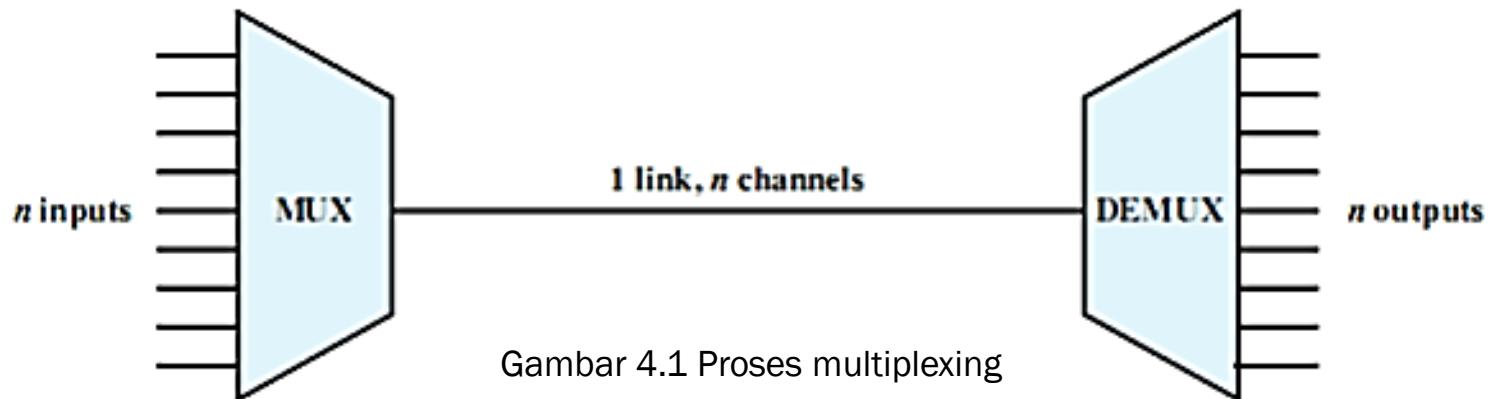 1 link, n channels
n inputs
MUX
DEMUX
n outputs
Gambar 4.1 Proses multiplexing